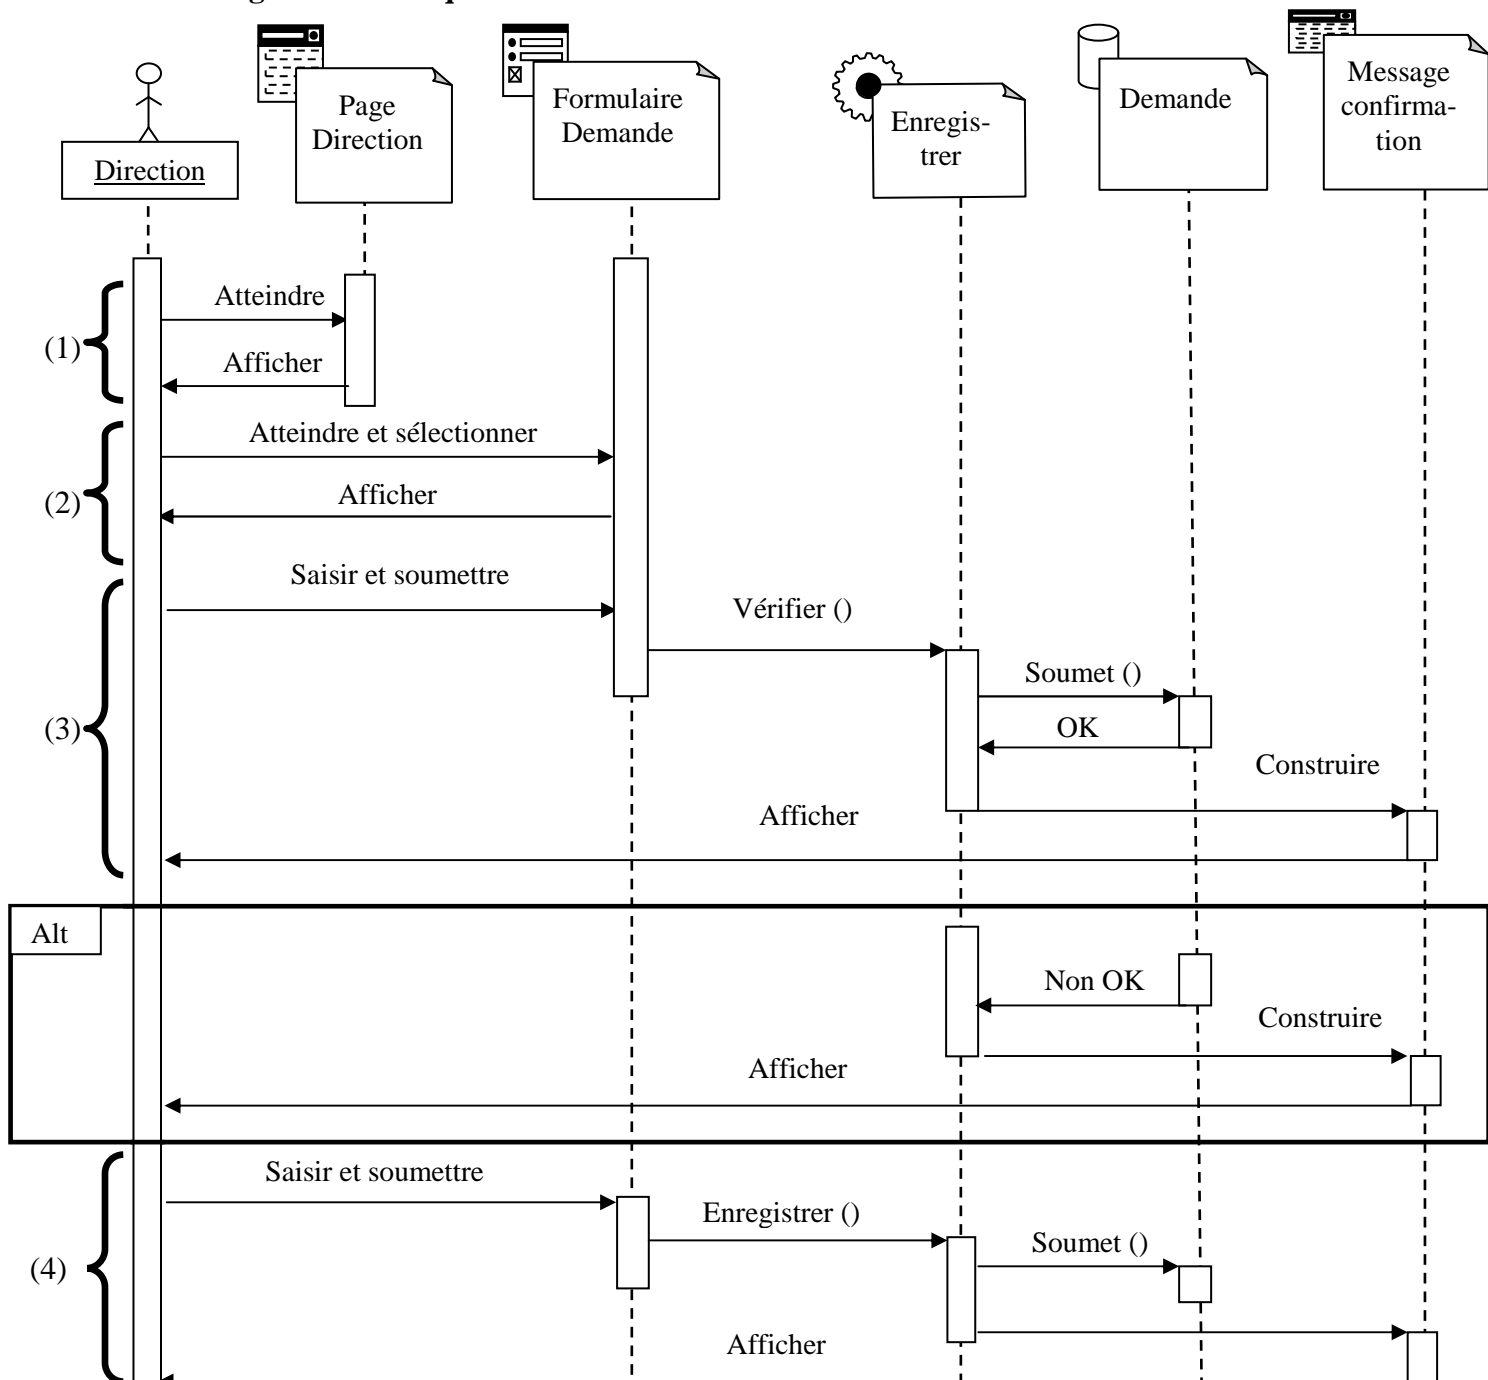 Page
Direction
Formulaire
Demande
Enregis-
trer
Demande
Message
confirma-
tion
Direction
Atteindre
(1)
Afficher
Atteindre et sélectionner
(2)
Afficher
Saisir et soumettre
Vérifier ()
Soumet ()
(3)
OK
Construire
Afficher
Alt
Non OK
Construire
Afficher
Saisir et soumettre
Enregistrer ()
Soumet ()
(4)
Afficher